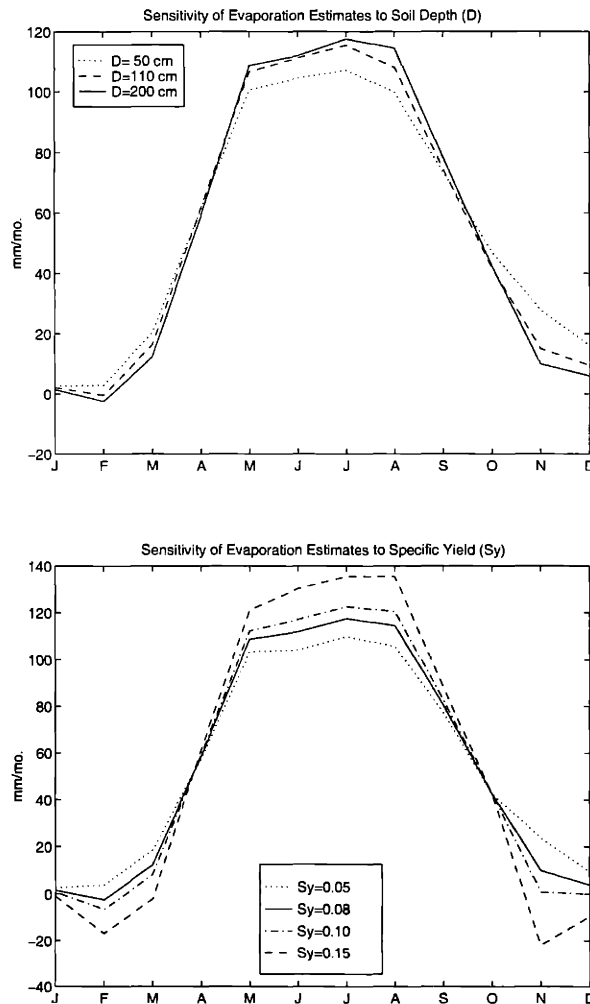 Sensitivity of Evaporation Estimates to Soil Depth (D)
120
100
80
60
40
20
0
-20
mm/mo.
D= 50 cm
D=110 cm
D=200 cm
J F M A M J J A S O N D
Sensitivity of Evaporation Estimates to Specific Yield (Sy)
140
120
100
80
60
40
20
0
-20
-40
mm/mo.
Sy=0.05
Sy=0.08
Sy=0.10
Sy=0.15
J F M A M J J A S O N D